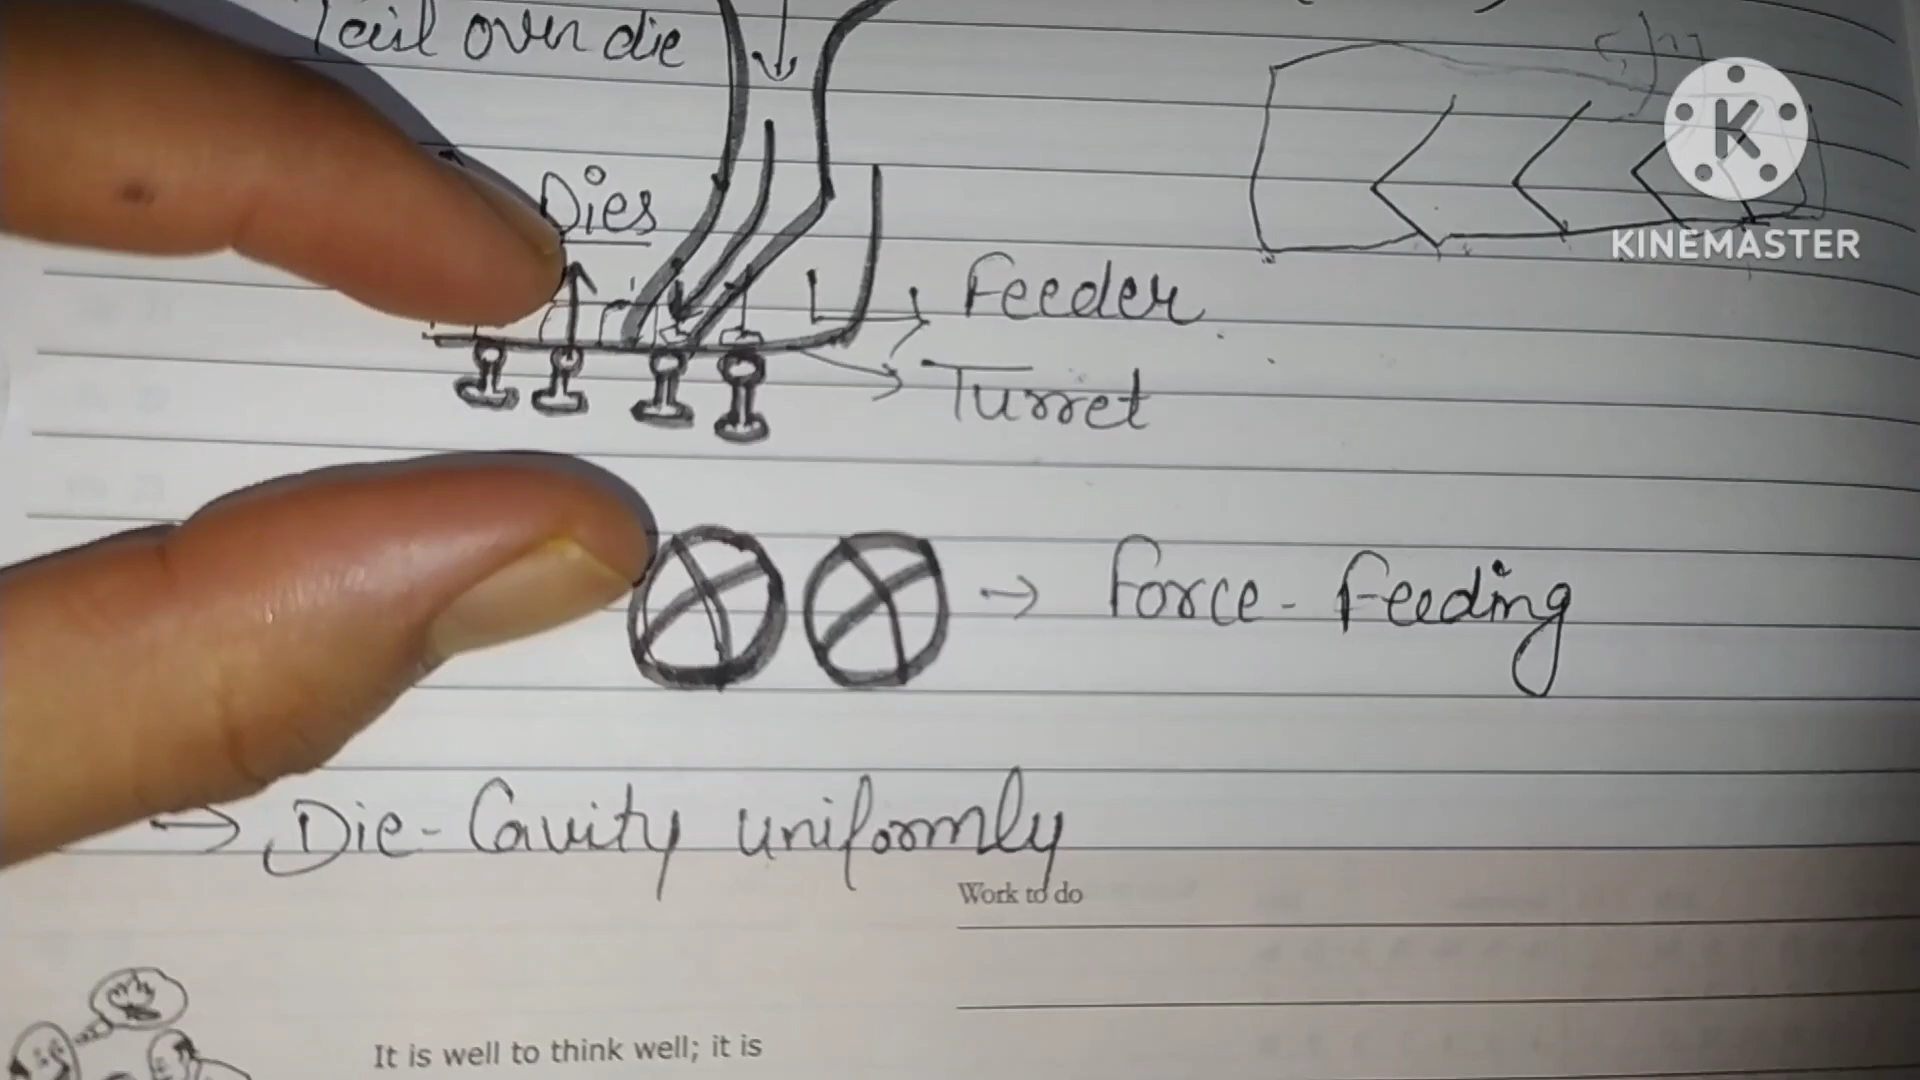 Tail over die
Dies
KINEMASTER
Feeder
Turret
Force-Feeding
→ Die-Cavity uniformly
Work to do
It is well to think well; it is